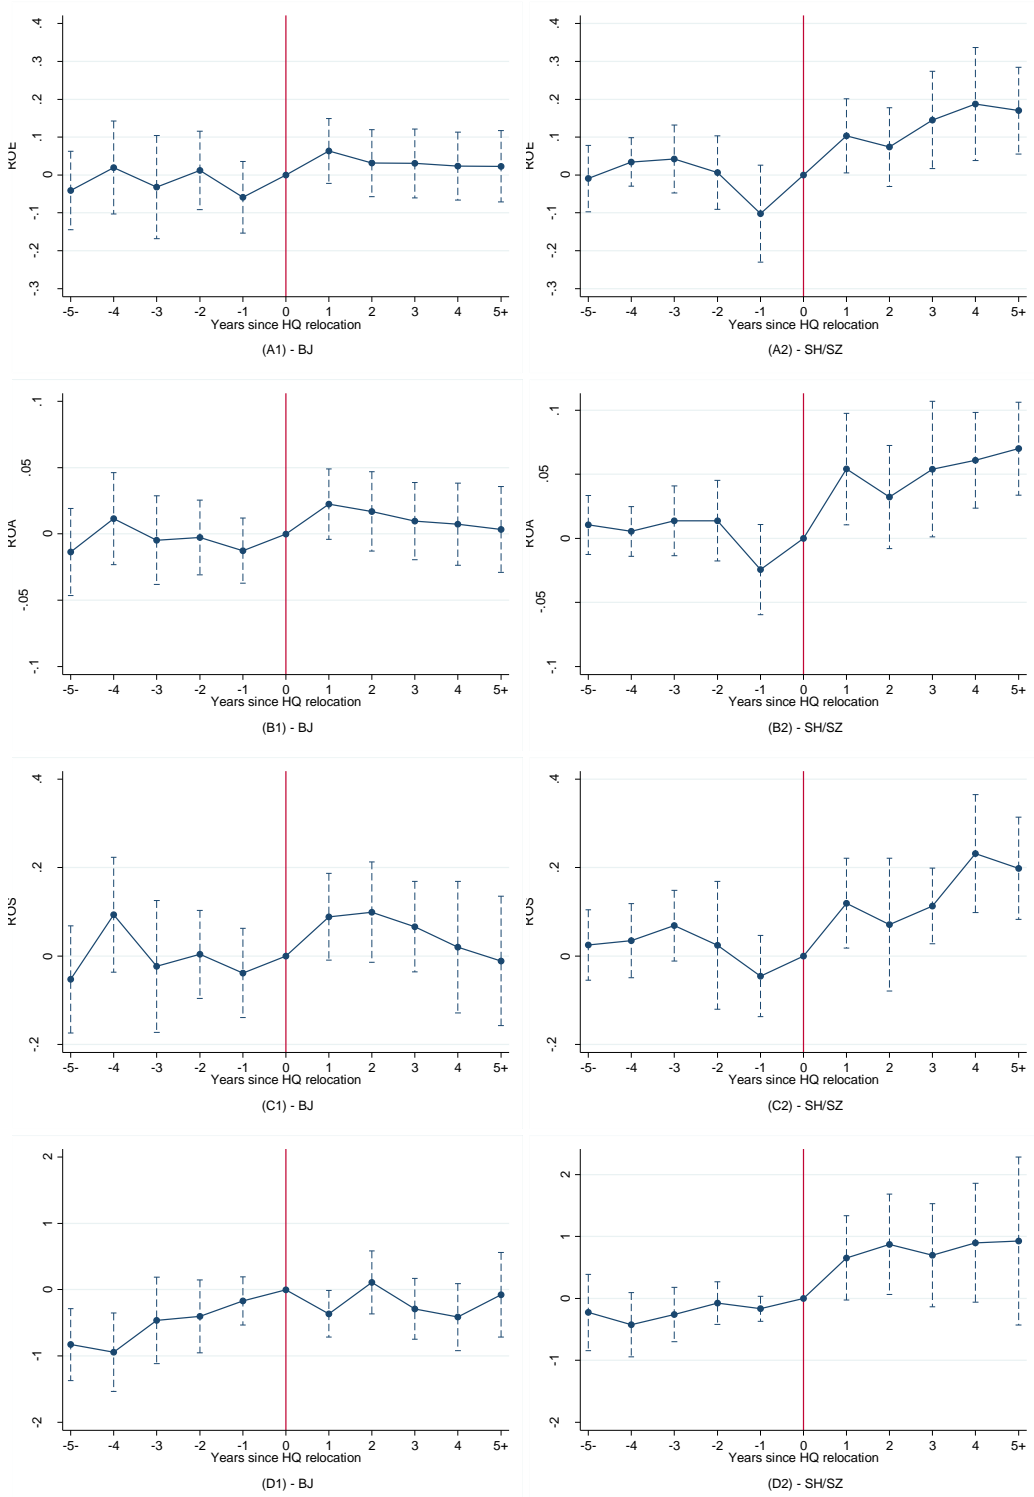 .4
.3
.2
.1
0
-.1
-.2
-.3
ROE
-5- -4 -3 -2 -1 0 1 2 3 4 5+
Years since HQ relocation
(A1) - BJ
.4
.3
.2
.1
0
-.1
-.2
-.3
ROE
-5- -4 -3 -2 -1 0 1 2 3 4 5+
Years since HQ relocation
(A2) - SH/SZ
.1
.05
0
-.05
-.1
ROA
-5- -4 -3 -2 -1 0 1 2 3 4 5+
Years since HQ relocation
(B1) - BJ
.1
.05
0
-.05
-.1
ROA
-5- -4 -3 -2 -1 0 1 2 3 4 5+
Years since HQ relocation
(B2) - SH/SZ
.4
.2
0
-.2
ROS
-5- -4 -3 -2 -1 0 1 2 3 4 5+
Years since HQ relocation
(C1) - BJ
.4
.2
0
-.2
ROS
-5- -4 -3 -2 -1 0 1 2 3 4 5+
Years since HQ relocation
(C2) - SH/SZ
2
1
0
-1
-2
-5- -4 -3 -2 -1 0 1 2 3 4 5+
Years since HQ relocation
(D1) - BJ
2
1
0
-1
-2
-5- -4 -3 -2 -1 0 1 2 3 4 5+
Years since HQ relocation
(D2) - SH/SZ